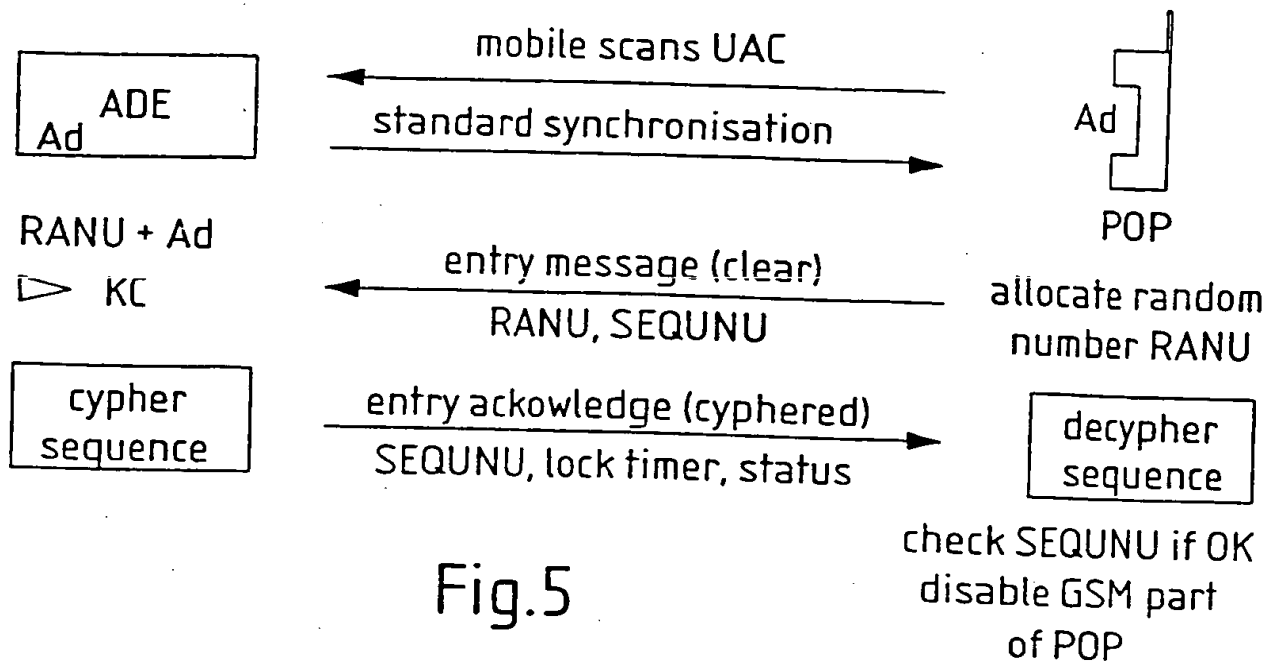 mobile scans UAC
ADE
Ad
standard synchronisation
Ad
POP
RANU + Ad
▷ KC
entry message (clear)
RANU, SEQUNU
allocate random
number RANU
cypher
sequence
entry ackowledge (cyphered)
SEQUNU, lock timer, status
decypher
sequence
check SEQUNU if OK
disable GSM part
of POP
Fig.5